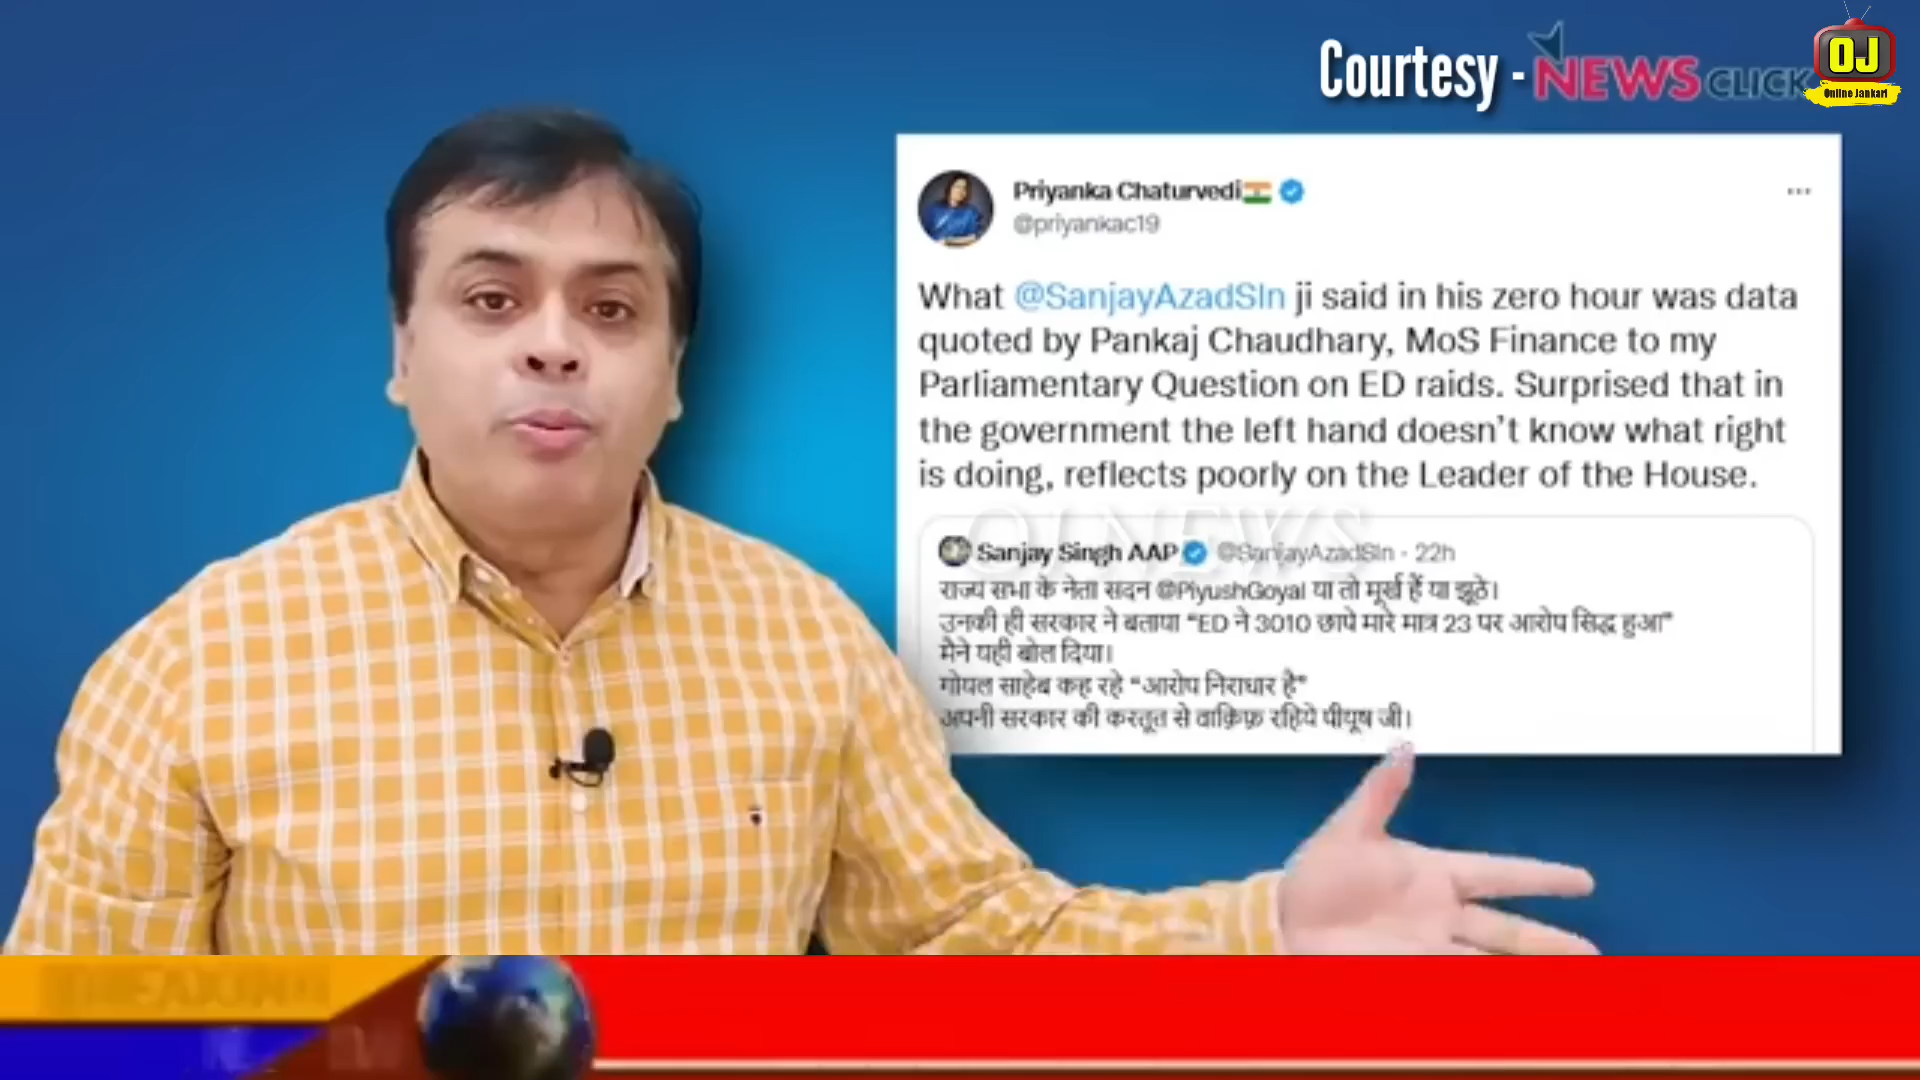 Courtesy - NEWS CLICK
OJ
Online Jankari
Priyanka Chaturvedi
@priyankac19
What @SanjayAzadSln ji said in his zero hour was data
quoted by Pankaj Chaudhary, MoS Finance to my
Parliamentary Question on ED raids. Surprised that in
the government the left hand doesn't know what right
is doing, reflects poorly on the Leader of the House.
OJ NEWS
Sanjay Singh AAP @SanjayAzadSln · 22h
राज्य सभा के नेता सदन @PiyushGoyal या तो मूर्ख हैं या झूठे।
उनकी ही सरकार ने बताया "ED ने 3010 छापे मारे मात्र 23 पर आरोप सिद्ध हुआ"
मैने यही बोल दिया।
गोयल साहेब कह रहे "आरोप निराधार है"
अपनी सरकार की करतूत से वाक़िफ़ रहिये पीयूष जी।
BREAKING